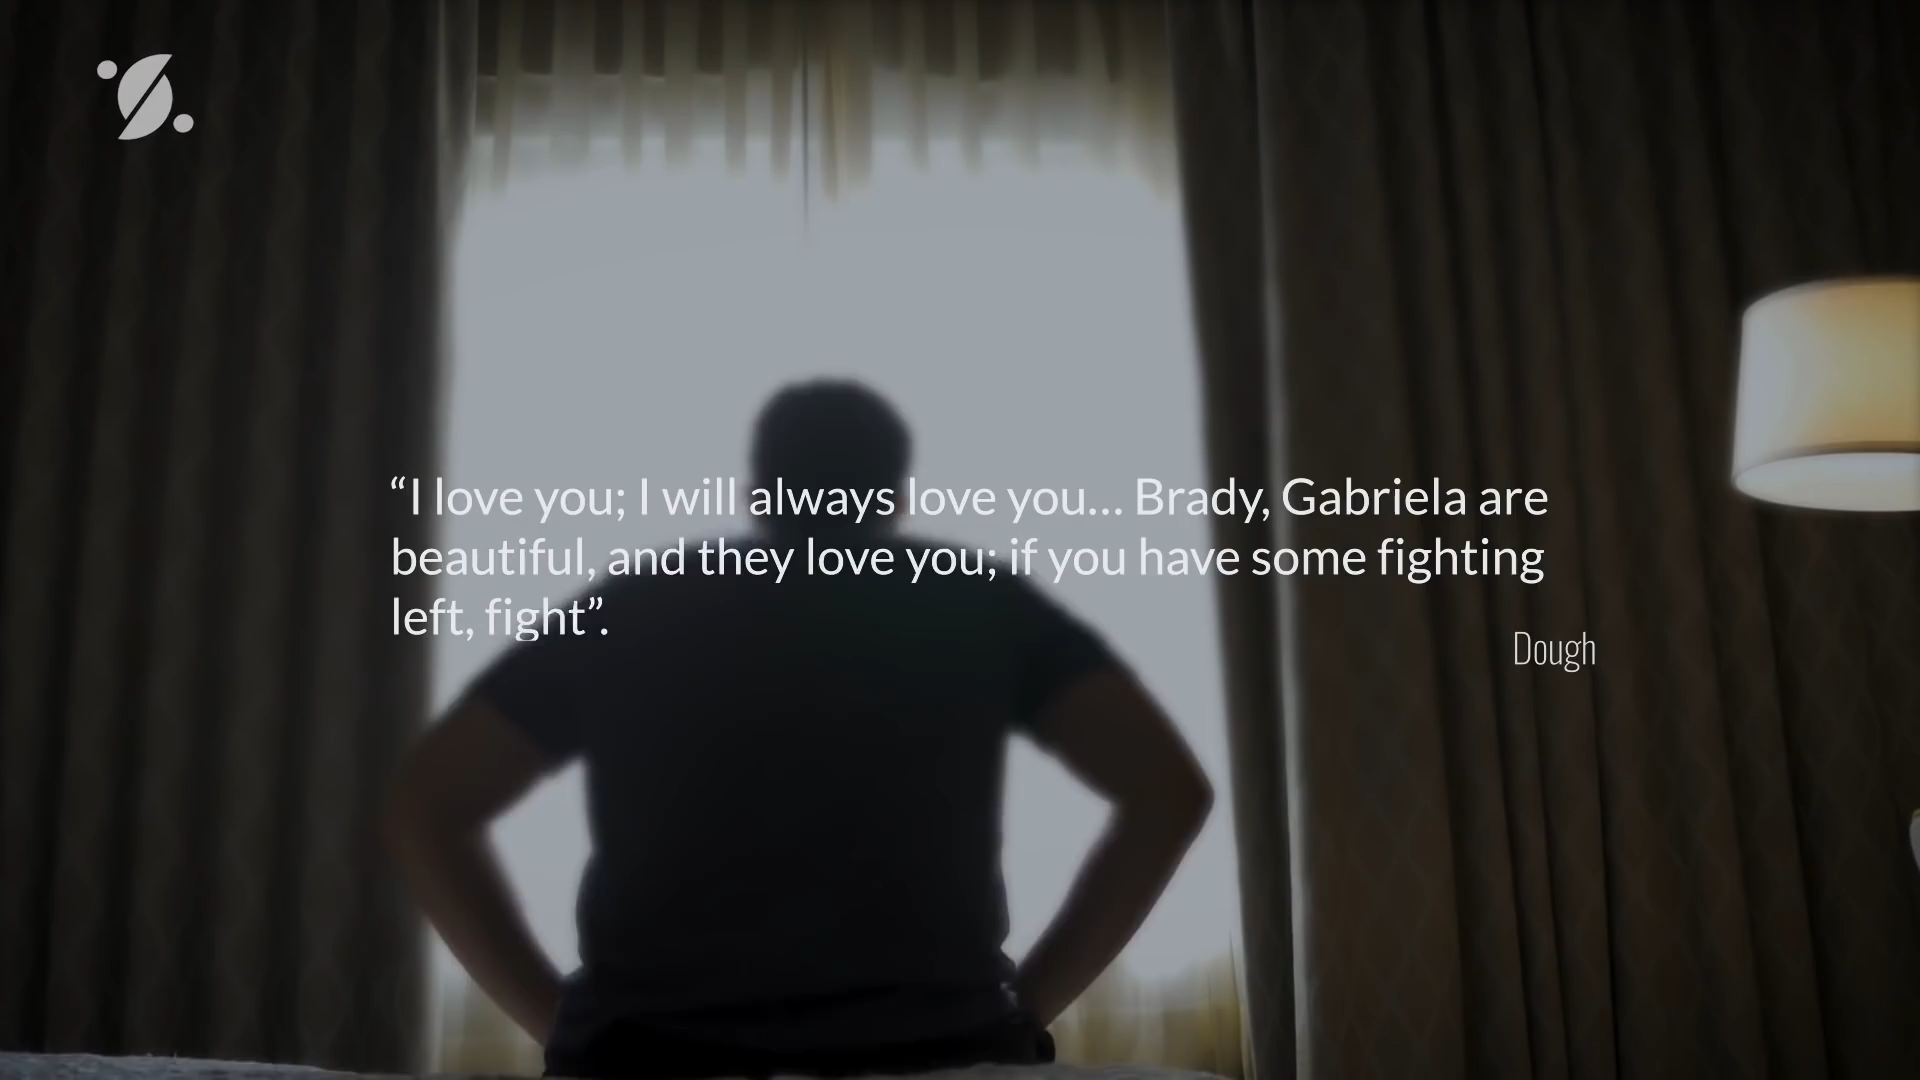 “I love you; I will always love you... Brady, Gabriela are
beautiful, and they love you; if you have some fighting
left, fight”.
Dough